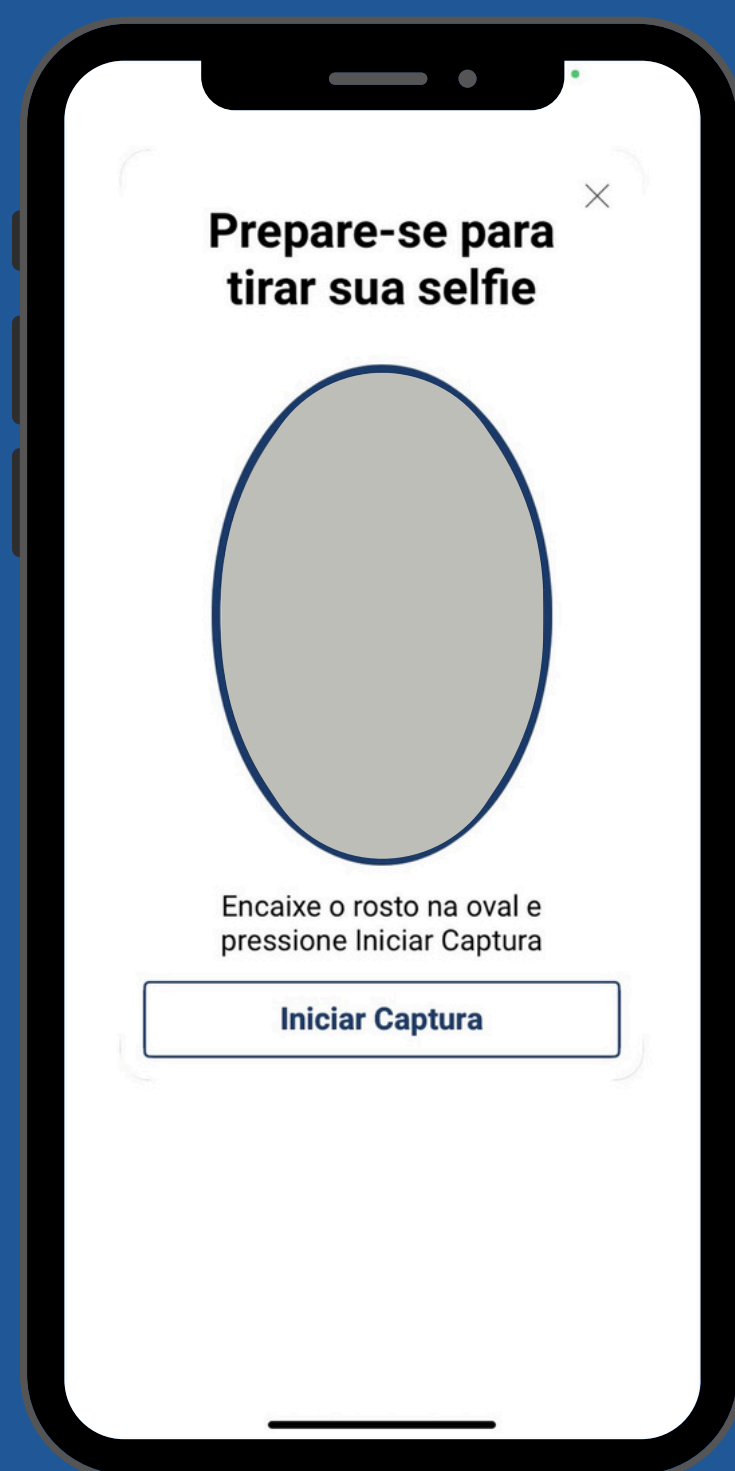 Prepare-se para
tirar sua selfie
Encaixe o rosto na oval e
pressione Iniciar Captura
Iniciar Captura